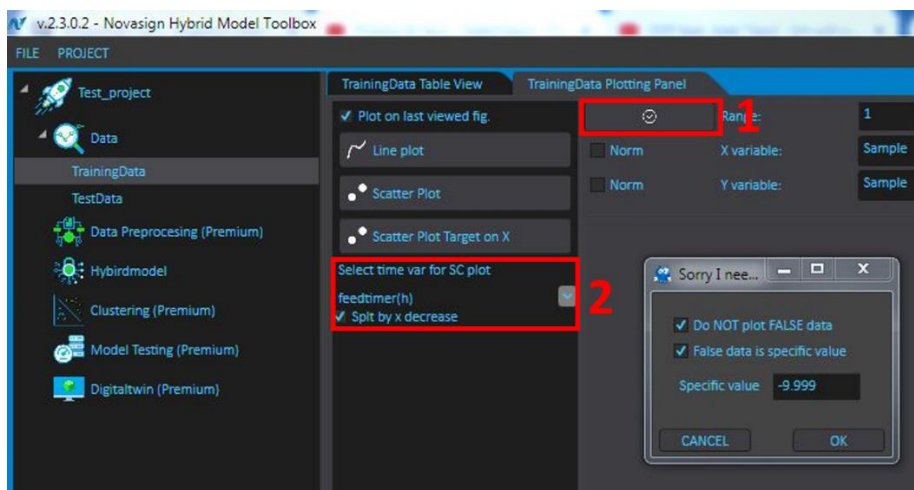 v.2.3.0.2 - Novasign Hybrid Model Toolbox
FILE PROJECT
Test_project
Data
TrainingData
TestData
Data Preprocesing (Premium)
Hybirdmodel
Clustering (Premium)
Model Testing (Premium)
Digitaltwin (Premium)
TrainingData Table View TrainingData Plotting Panel
Plot on last viewed fig.
Line plot
Scatter Plot
Scatter Plot Target on X
Select time var for SC plot
feedtimer(h)
Splt by x decrease
1
2
Range: 1
Norm X variable: Sample
Norm Y variable: Sample
Sorry I nee...
Do NOT plot FALSE data
False data is specific value
Specific value -9.999
CANCEL OK